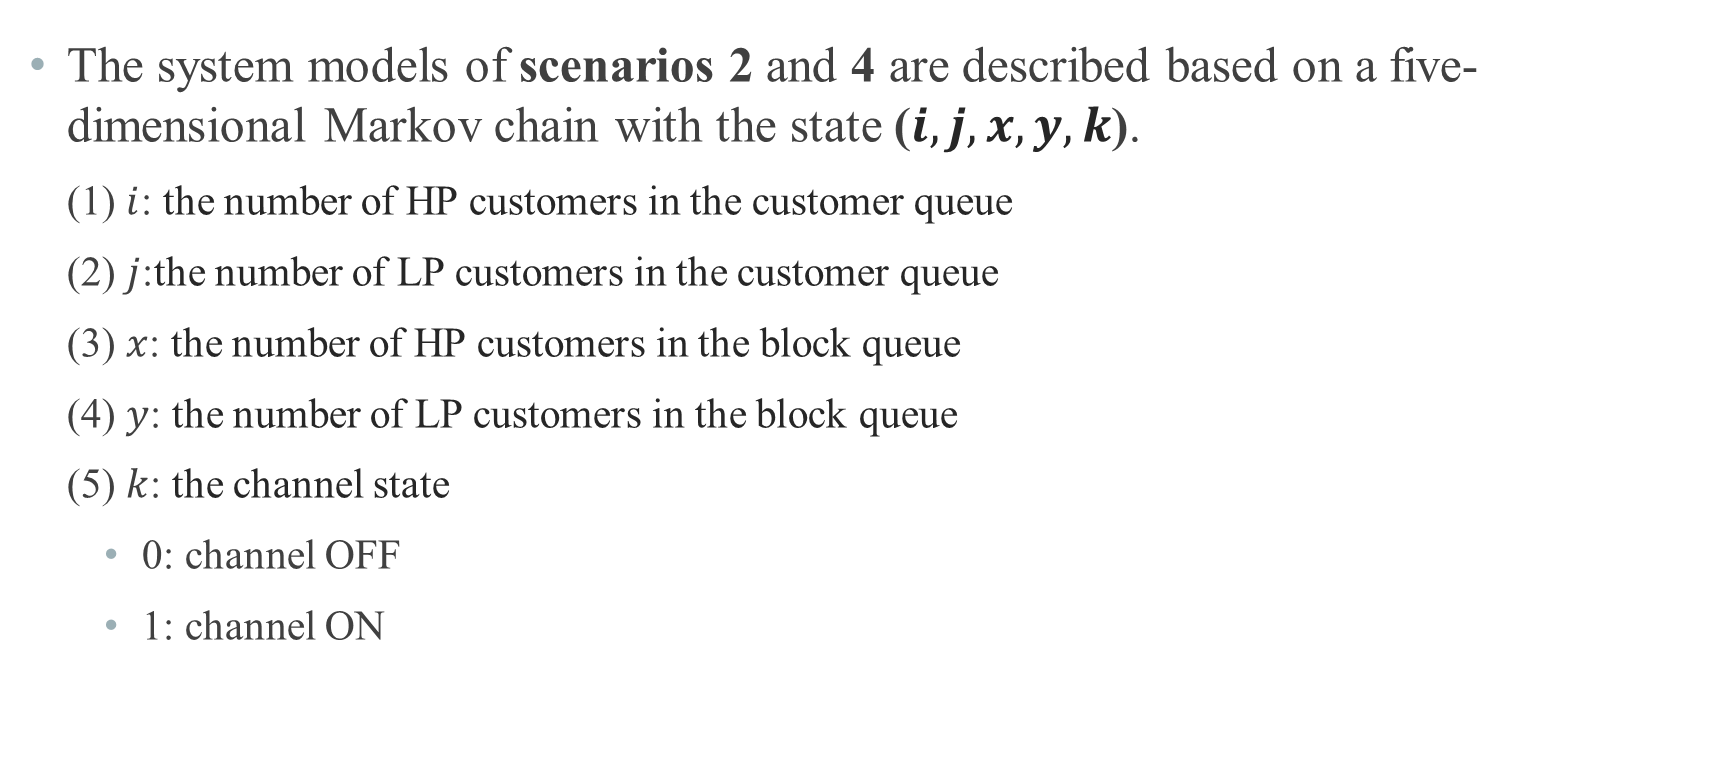 • The system models of scenarios 2 and 4 are described based on a five-
dimensional Markov chain with the state (i, j, x, y, k).
(1) i: the number of HP customers in the customer queue
(2) j:the number of LP customers in the customer queue
(3) x: the number of HP customers in the block queue
(4) y: the number of LP customers in the block queue
(5) k: the channel state
• 0: channel OFF
• 1: channel ON